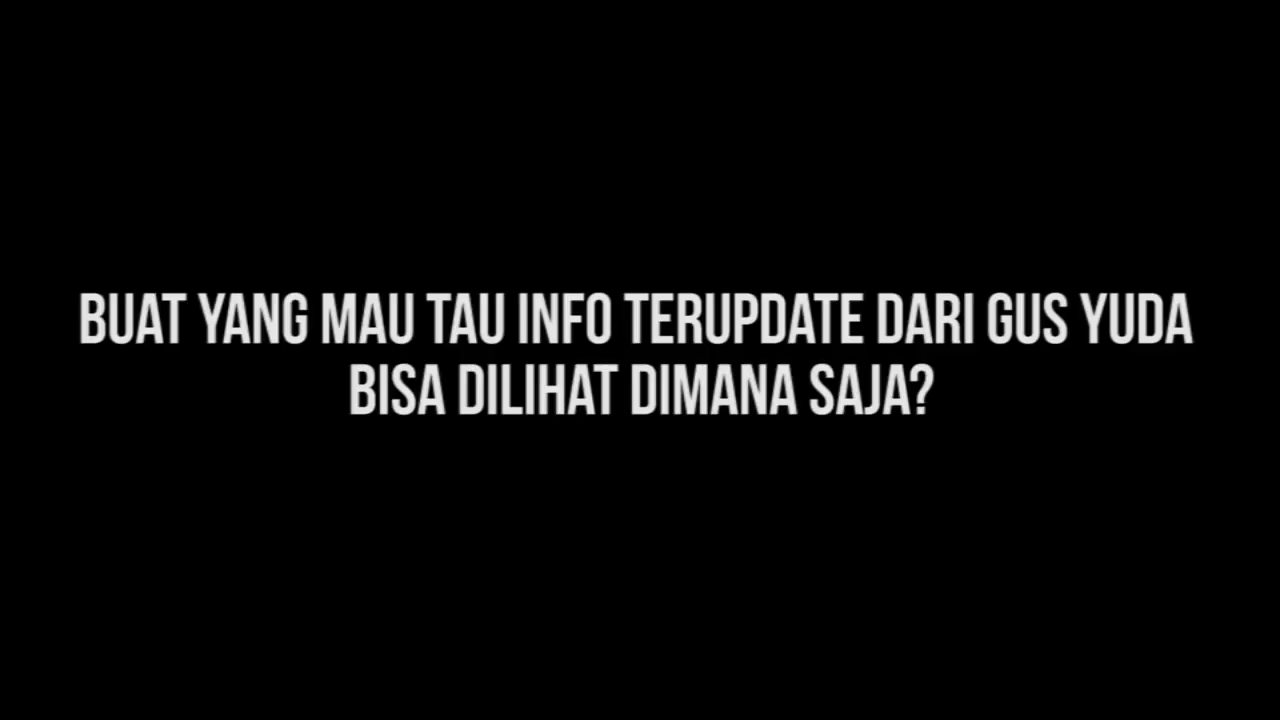 BUAT YANG MAU TAU INFO TERUPDATE DARI GUS YUDA
BISA DILIHAT DIMANA SAJA?